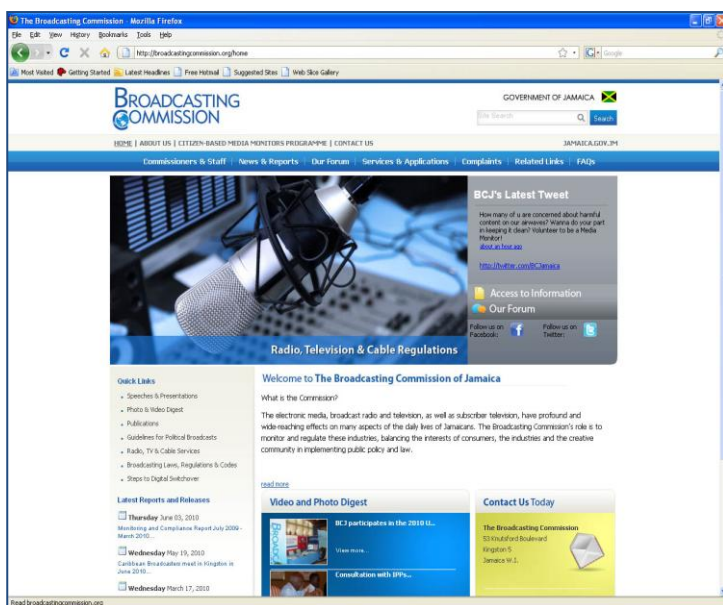 The Broadcasting Commission - Mozilla Firefox
File Edit View History Bookmarks Tools Help
http://broadcastingcommission.org/home
Google
Most Visited Getting Started Latest Headlines Free Hotmail Suggested Sites Web Slice Gallery
BROADCASTING
COMMISSION
GOVERNMENT OF JAMAICA
Site Search
Search
HOME | ABOUT US | CITIZEN-BASED MEDIA MONITORS PROGRAMME | CONTACT US
JAMAICA.GOV.JM
Commissioners & Staff | News & Reports | Our Forum | Services & Applications | Complaints | Related Links | FAQs
BCJ's Latest Tweet
How many of u are concerned about harmful
content on our airwaves? Wanna do your part
in keeping it clean? Volunteer to be a Media
Monitor!
about an hour ago
http://twitter.com/BCJamaica
Access to Information
Our Forum
Follow us on
Facebook:
Follow us on
Twitter:
Radio, Television & Cable Regulations
Quick Links
Speeches & Presentations
Photo & Video Digest
Publications
Guidelines for Political Broadcasts
Radio, TV & Cable Services
Broadcasting Laws, Regulations & Codes
Steps to Digital Switchover
Latest Reports and Releases
Thursday June 03, 2010
Monitoring and Compliance Report July 2009 -
March 2010...
Wednesday May 19, 2010
Caribbean Broadcasters meet in Kingston in
June 2010...
Wednesday March 17, 2010
Welcome to The Broadcasting Commission of Jamaica
What is the Commission?
The electronic media, broadcast radio and television, as well as subscriber television, have profound and
wide-reaching effects on many aspects of the daily lives of Jamaicans. The Broadcasting Commission's role is to
monitor and regulate these industries, balancing the interests of consumers, the industries and the creative
community in implementing public policy and law.
read more
Video and Photo Digest
BROADCA
BCJ participates in the 2010 U...
View more...
Consultation with IPPs...
Contact Us Today
The Broadcasting Commission
53 Knutsford Boulevard
Kingston 5
Jamaica W.I.
Read broadcastingcommission.org